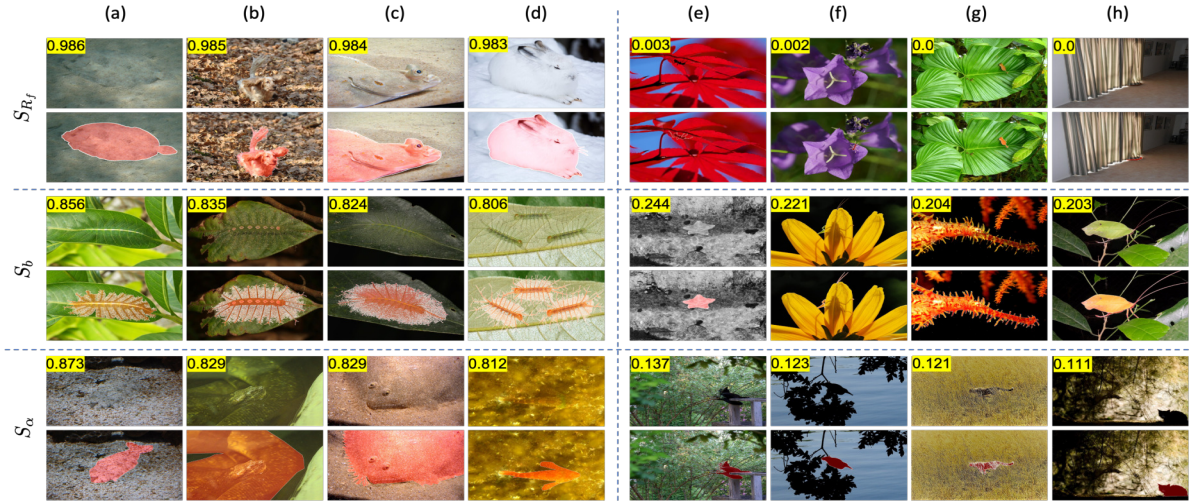 (a) (b) (c) (d) (e) (f) (g) (h)
S_{R_f}
0.986 0.985 0.984 0.983 0.003 0.002 0.0 0.0
S_b
0.856 0.835 0.824 0.806 0.244 0.221 0.204 0.203
S_α
0.873 0.829 0.829 0.812 0.137 0.123 0.121 0.111